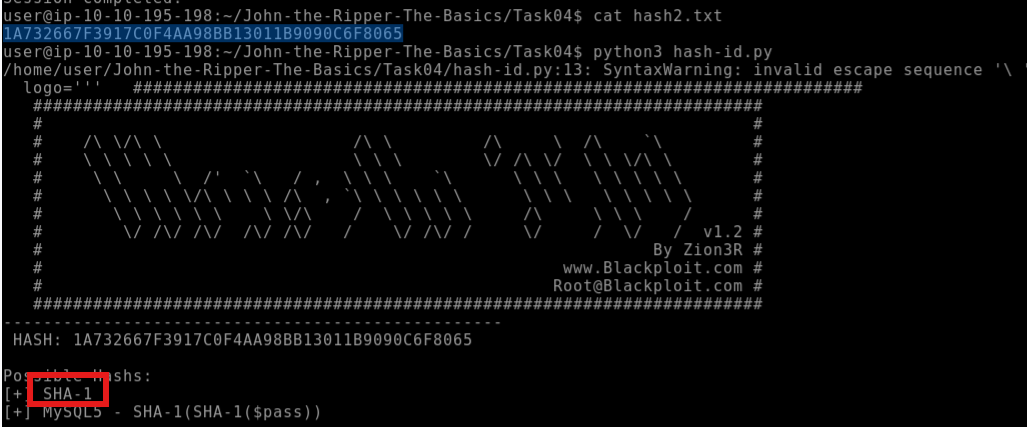 Session completed.
user@ip-10-10-195-198:~/John-the-Ripper-The-Basics/Task04$ cat hash2.txt
1A732667F3917C0F4AA98BB13011B9090C6F8065
user@ip-10-10-195-198:~/John-the-Ripper-The-Basics/Task04$ python3 hash-id.py
/home/user/John-the-Ripper-The-Basics/Task04/hash-id.py:13: SyntaxWarning: invalid escape sequence '\ '
  logo='''   #########################################################################
   #########################################################################
   #                                                                       #
   #    /\ \/\ \                   /\ \         /\     \  /\    `\         #
   #    \ \ \ \ \                  \ \ \        \/ /\ \/  \ \ \/\ \        #
   #     \ \     \  /'  `\   / ,  \ \ \    `\      \ \ \   \ \ \ \ \       #
   #      \ \ \ \ \/\ \ \ \ /\  , `\ \ \ \ \ \      \ \ \   \ \ \ \ \      #
   #       \ \ \ \ \ \    \ \/\    /  \ \ \ \ \     /\      \ \ \    /     #
   #        \/ /\/ /\/  /\/ /\/   /    \/ /\/ /     \/     /  \/   /  v1.2 #
   #                                                            By Zion3R #
   #                                                   www.Blackploit.com #
   #                                                  Root@Blackploit.com #
   #########################################################################
--------------------------------------------------
 HASH: 1A732667F3917C0F4AA98BB13011B9090C6F8065
Possible Hashs:
[+] SHA-1
[+] MySQL5 - SHA-1(SHA-1($pass))